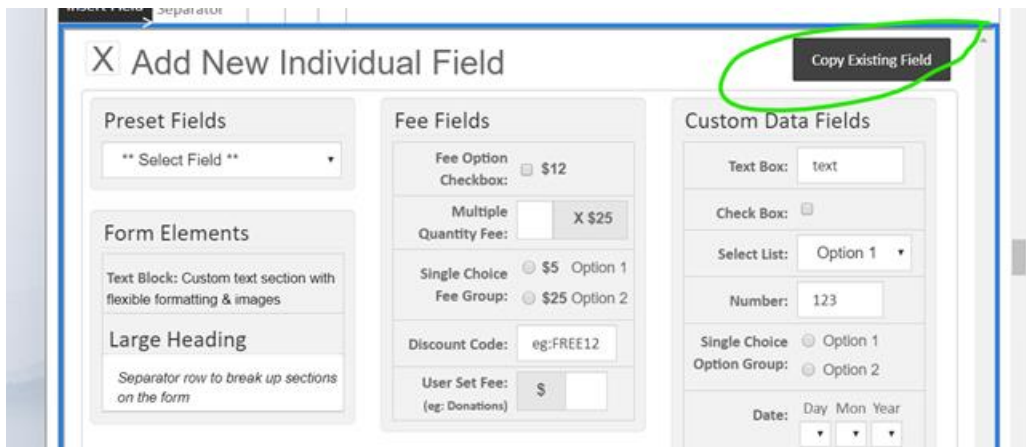 Insert Field Separator
X Add New Individual Field
Copy Existing Field
Preset Fields
** Select Field **
Form Elements
Text Block: Custom text section with
flexible formatting & images
Large Heading
Separator row to break up sections
on the form
Fee Fields
Fee Option
Checkbox:
$12
Multiple
Quantity Fee:
X $25
Single Choice
Fee Group:
$5 Option 1
$25 Option 2
Discount Code:
eg:FREE12
User Set Fee:
(eg: Donations)
$
Custom Data Fields
Text Box:
text
Check Box:
Select List:
Option 1
Number:
123
Single Choice
Option Group:
Option 1
Option 2
Date:
Day Mon Year